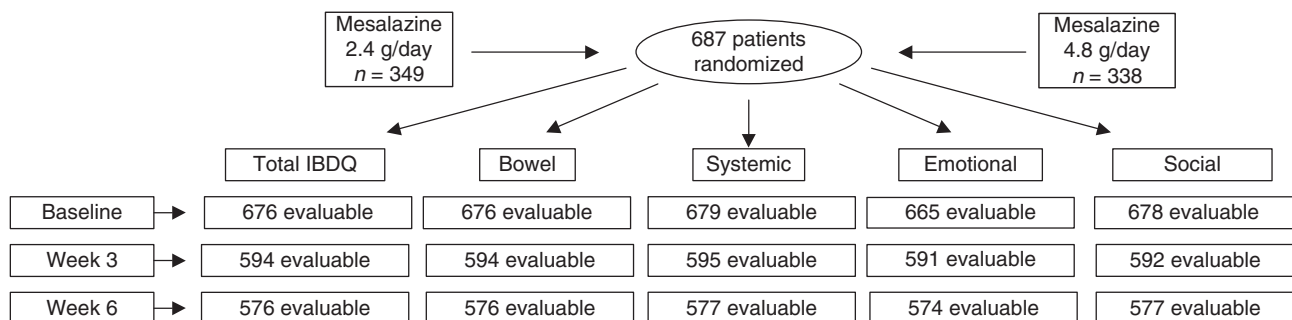 Mesalazine
2.4 g/day
n = 349
687 patients
randomized
Mesalazine
4.8 g/day
n = 338
Total IBDQ
Bowel
Systemic
Emotional
Social
Baseline
676 evaluable
676 evaluable
679 evaluable
665 evaluable
678 evaluable
Week 3
594 evaluable
594 evaluable
595 evaluable
591 evaluable
592 evaluable
Week 6
576 evaluable
576 evaluable
577 evaluable
574 evaluable
577 evaluable